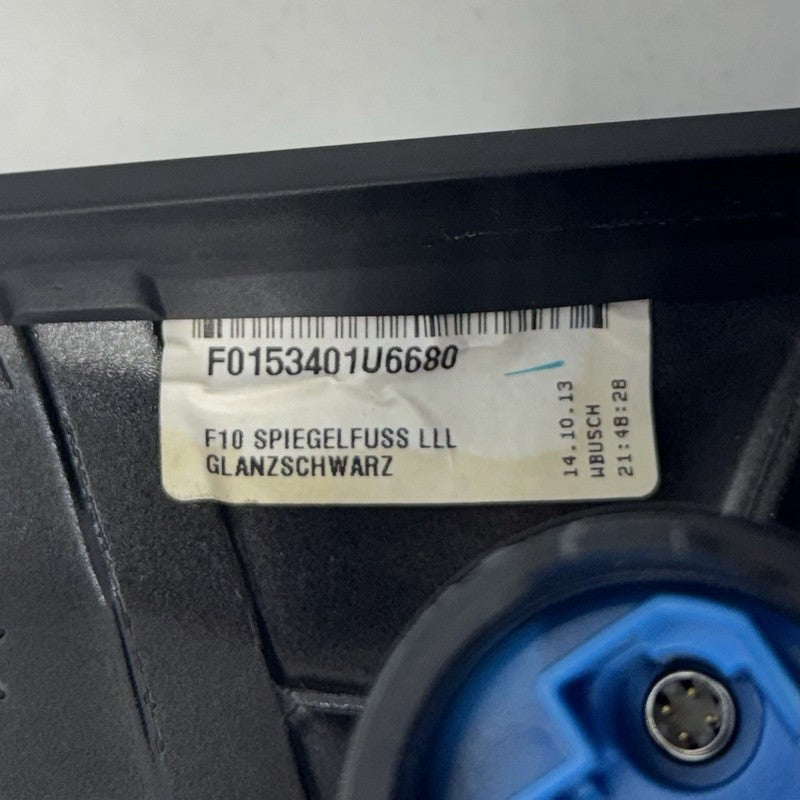 F0153401U6680
F10 SPIEGELFUSS LLL
GLANZSCHWARZ
14.10.13
WBUSCH
21:48:28